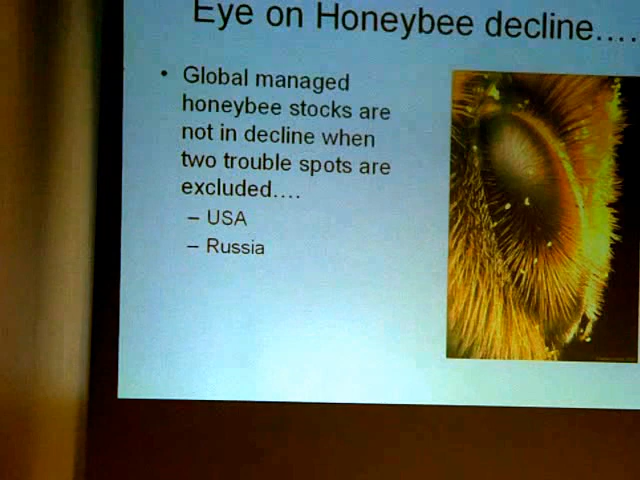 Eye on Honeybee decline....
• Global managed
honeybee stocks are
not in decline when
two trouble spots are
excluded....
– USA
– Russia